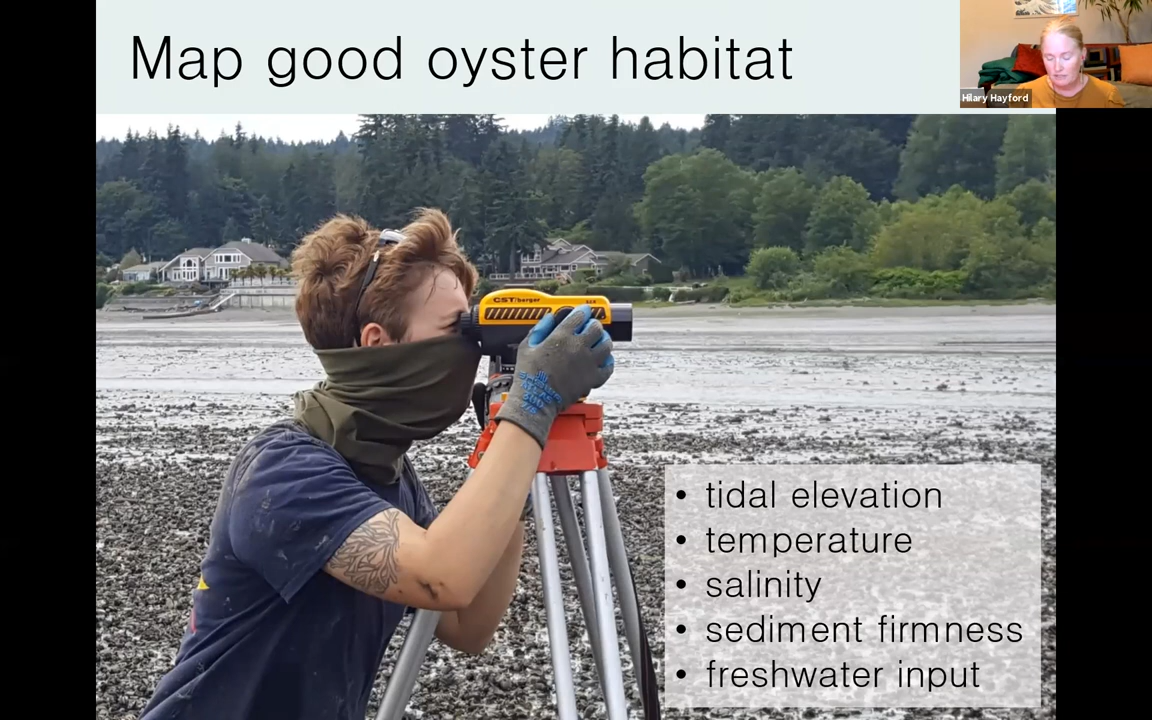 Map good oyster habitat
Hilary Hayford
CST/berger
• tidal elevation
• temperature
• salinity
• sediment firmness
• freshwater input